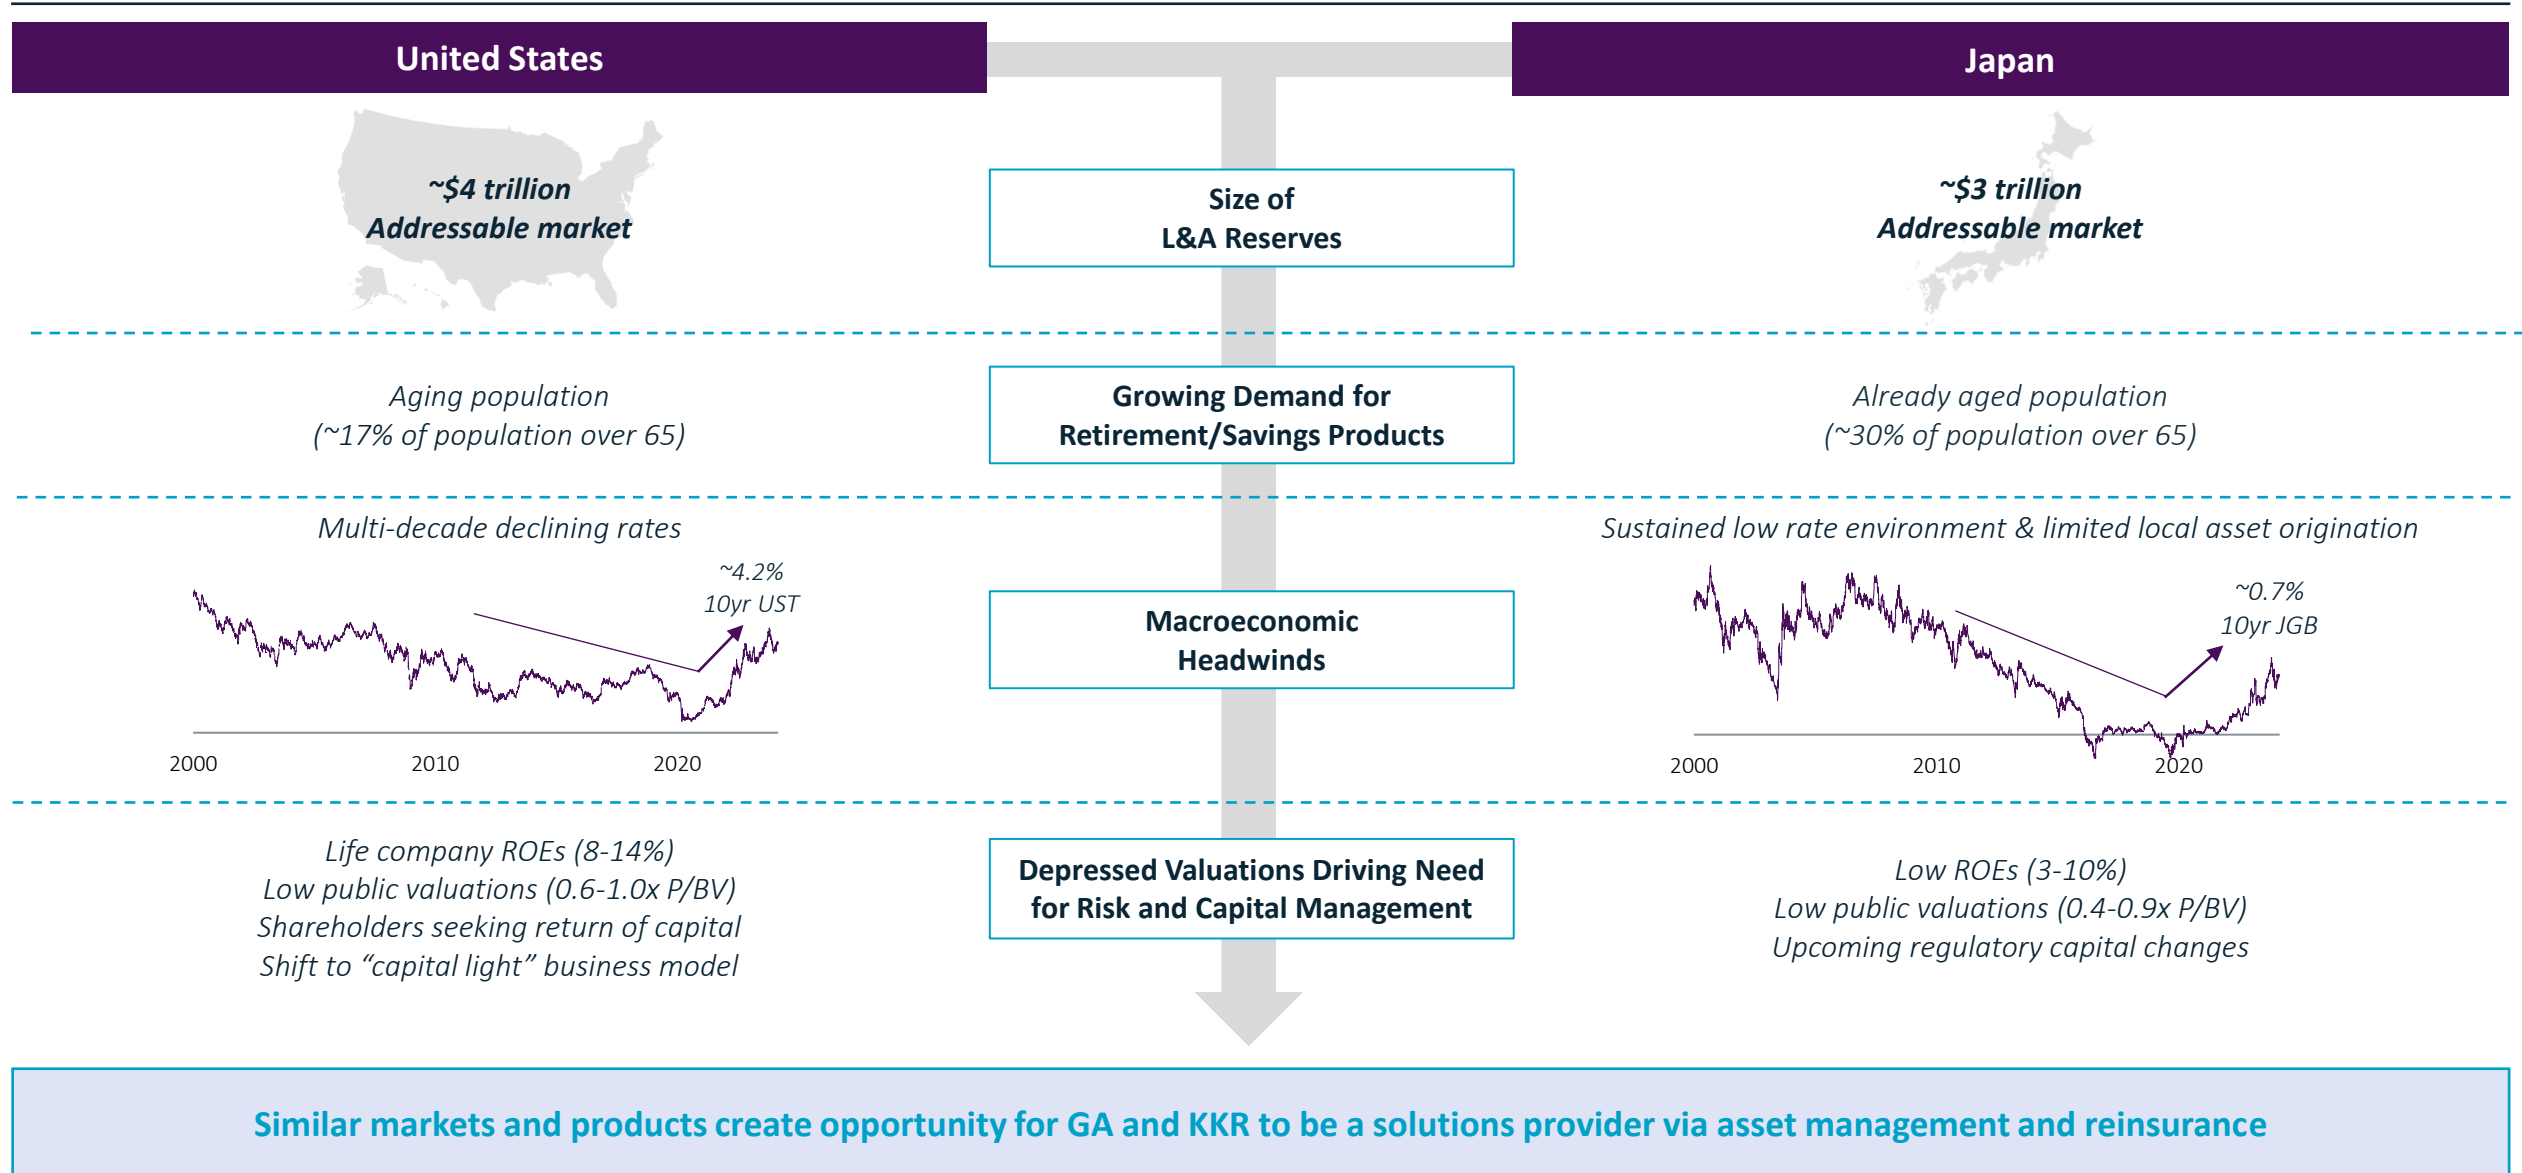 United States
Japan
~$4 trillion
Addressable market
Size of
L&A Reserves
~$3 trillion
Addressable market
Aging population
(~17% of population over 65)
Growing Demand for
Retirement/Savings Products
Already aged population
(~30% of population over 65)
Multi-decade declining rates
~4.2%
10yr UST
2000
2010
2020
Macroeconomic
Headwinds
Sustained low rate environment & limited local asset origination
~0.7%
10yr JGB
2000
2010
2020
Life company ROEs (8-14%)
Low public valuations (0.6-1.0x P/BV)
Shareholders seeking return of capital
Shift to “capital light” business model
Depressed Valuations Driving Need
for Risk and Capital Management
Low ROEs (3-10%)
Low public valuations (0.4-0.9x P/BV)
Upcoming regulatory capital changes
Similar markets and products create opportunity for GA and KKR to be a solutions provider via asset management and reinsurance